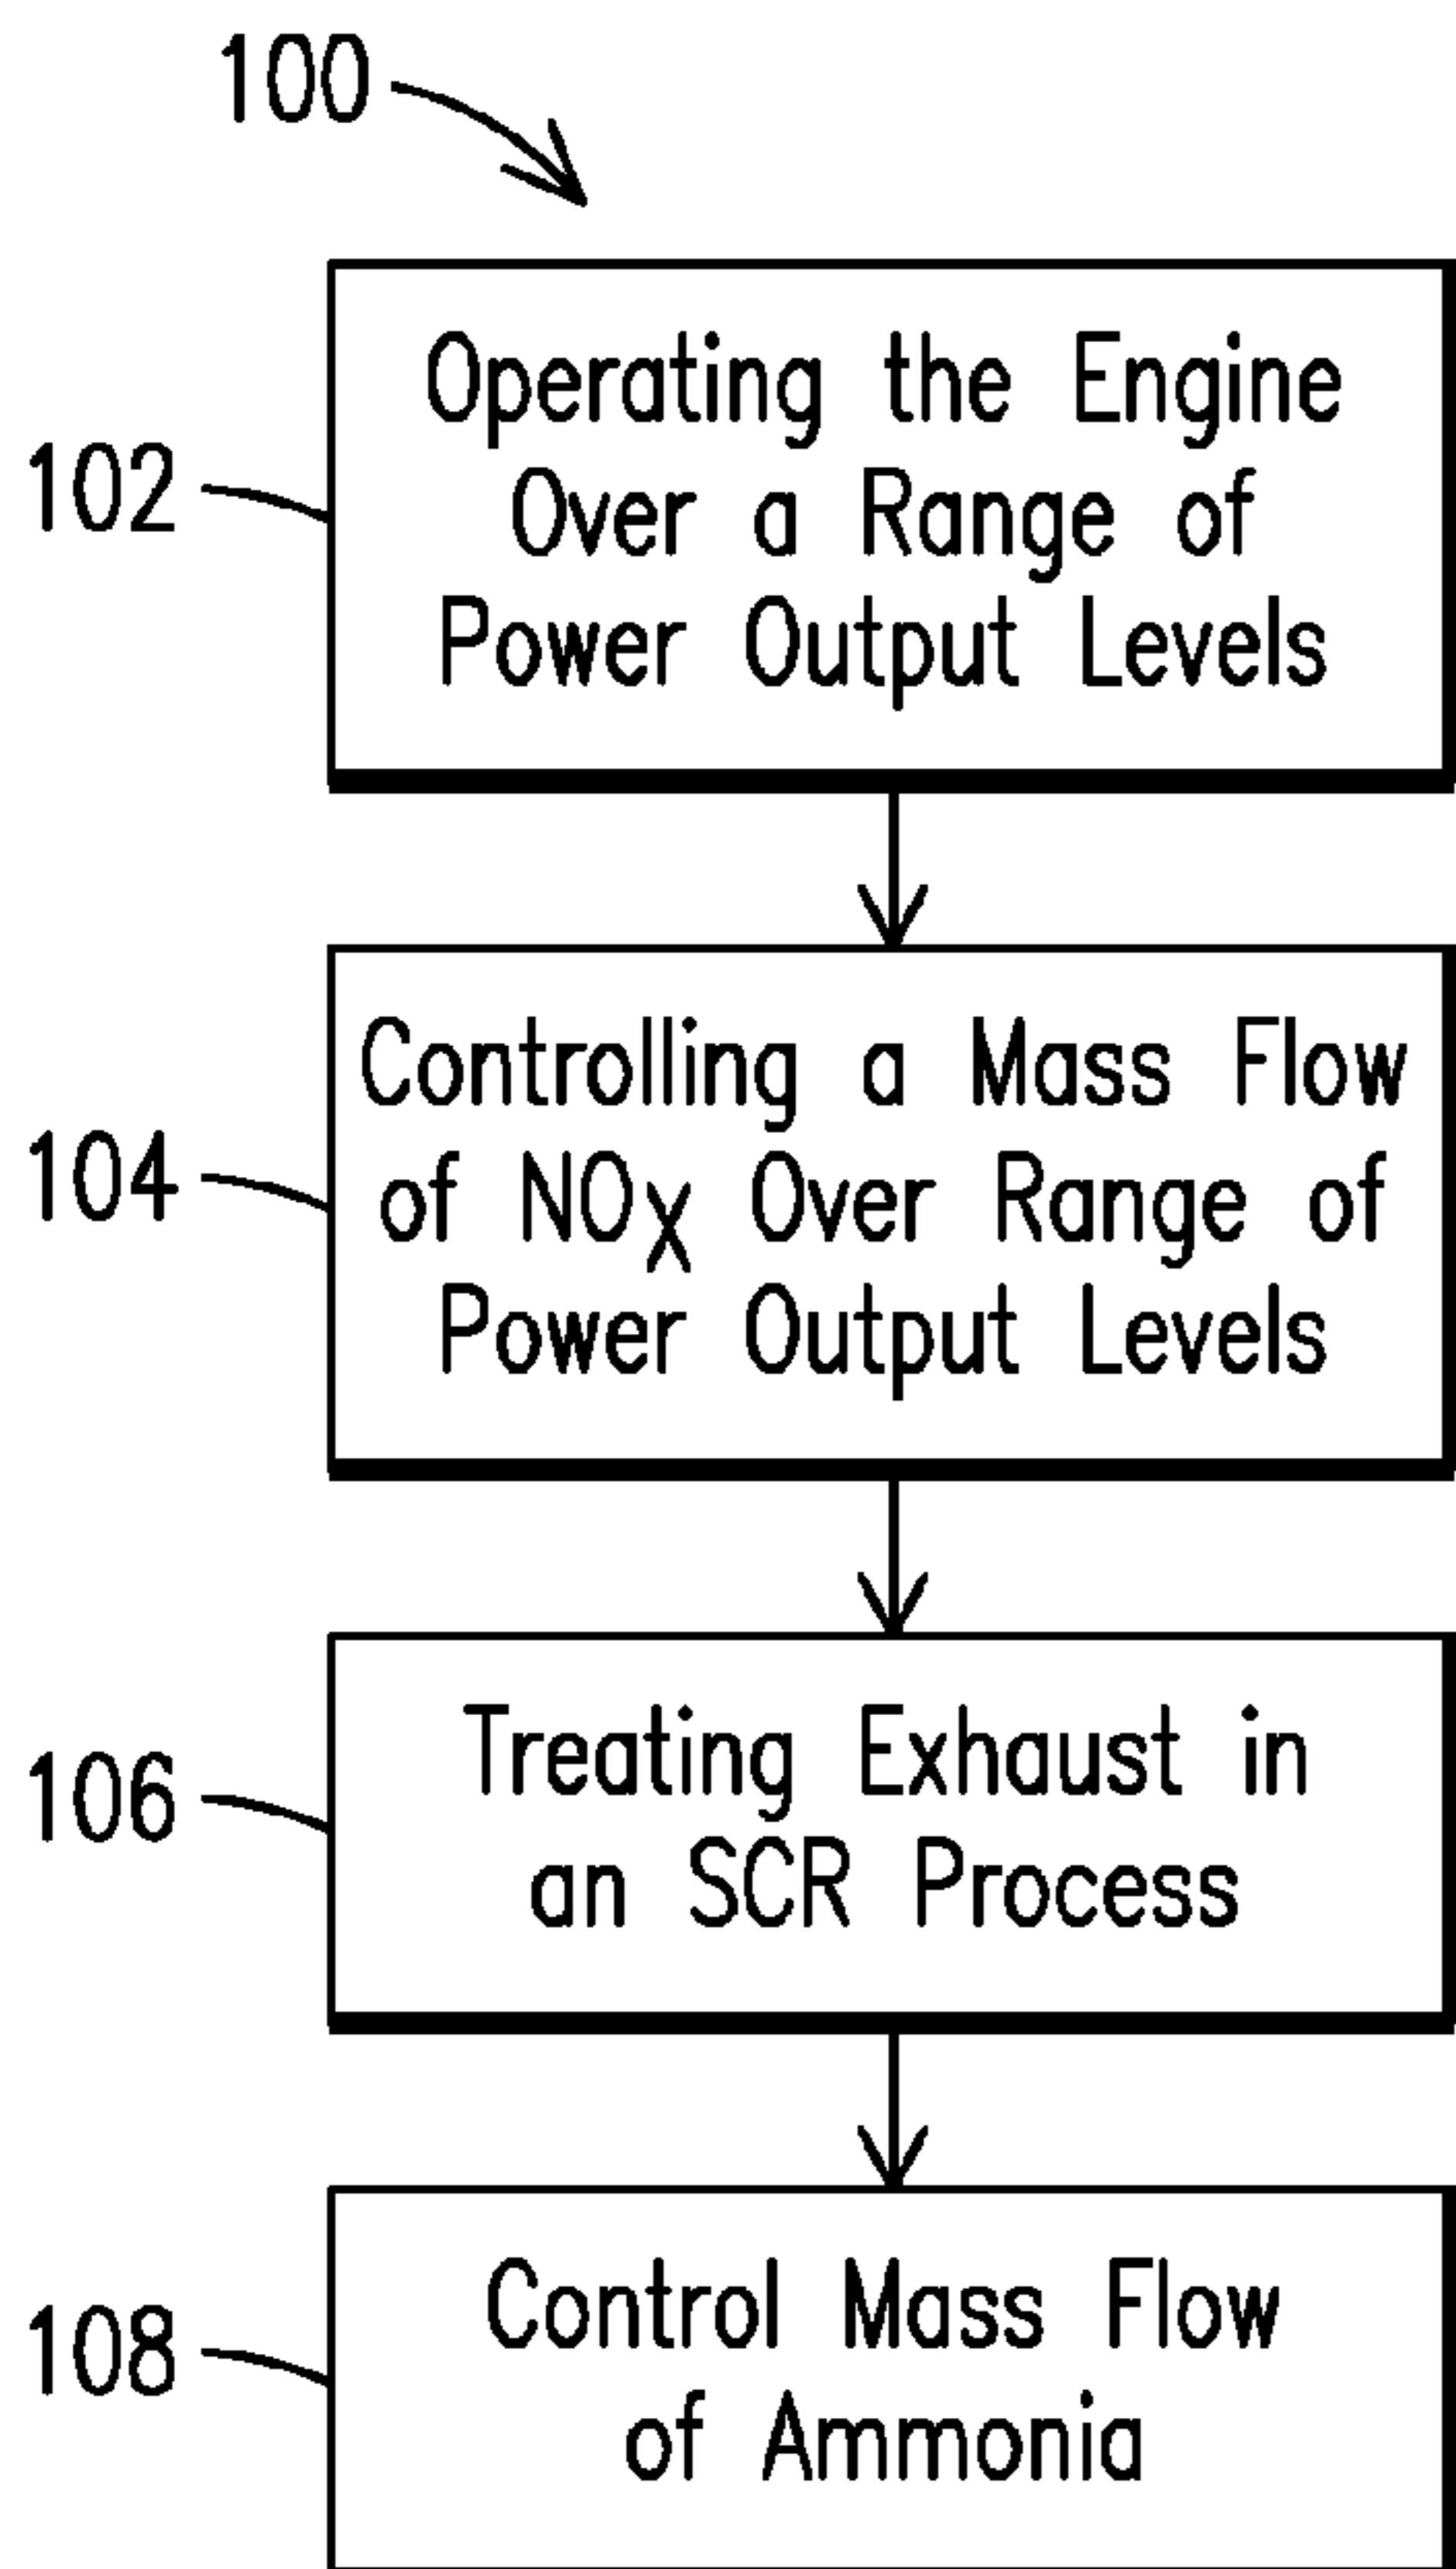 100
102
Operating the Engine
Over a Range of
Power Output Levels
104
Controlling a Mass Flow
of NOX Over Range of
Power Output Levels
106
Treating Exhaust in
an SCR Process
108
Control Mass Flow
of Ammonia